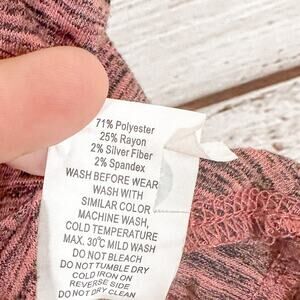 71% Polyester
25% Rayon
2% Silver Fiber
2% Spandex
WASH BEFORE WEAR
WASH WITH
SIMILAR COLOR
MACHINE WASH,
COLD TEMPERATURE
MAX. 30°C MILD WASH
DO NOT BLEACH
DO NOT TUMBLE DRY
COLD IRON ON
REVERSE SIDE
DO NOT DRY CLEAN